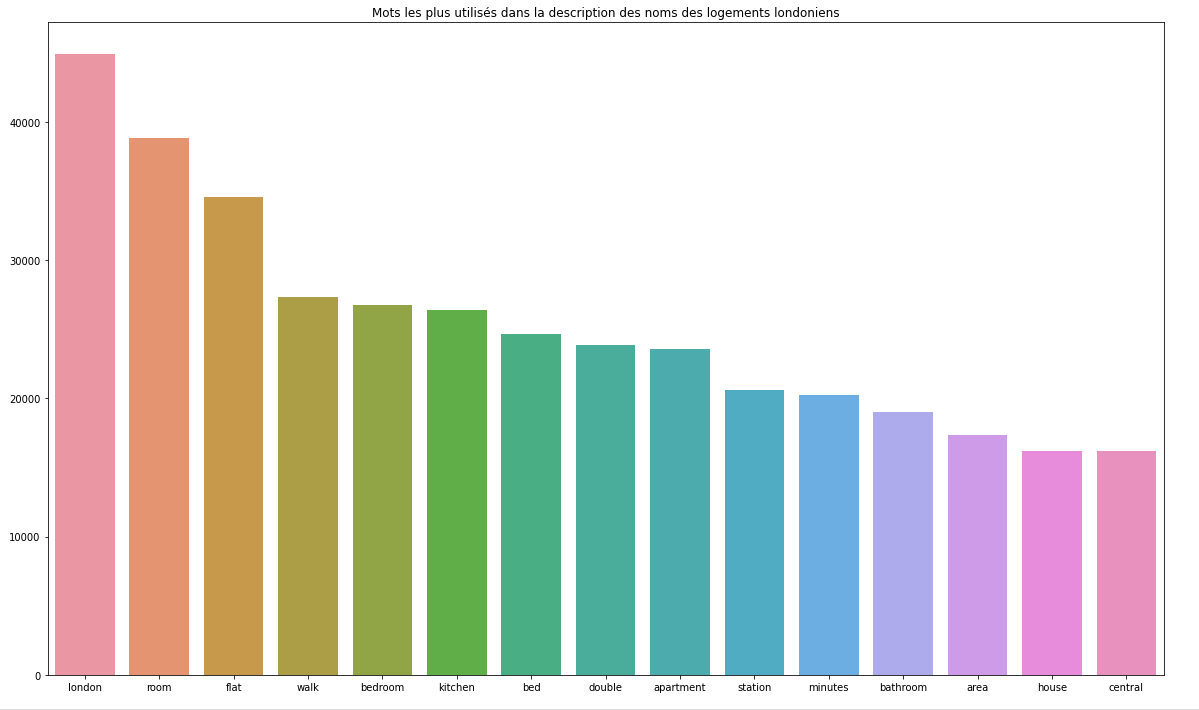 Mots les plus utilisés dans la description des noms des logements londoniens
40000
30000
20000
10000
0
london room flat walk bedroom kitchen bed double apartment station minutes bathroom area house central